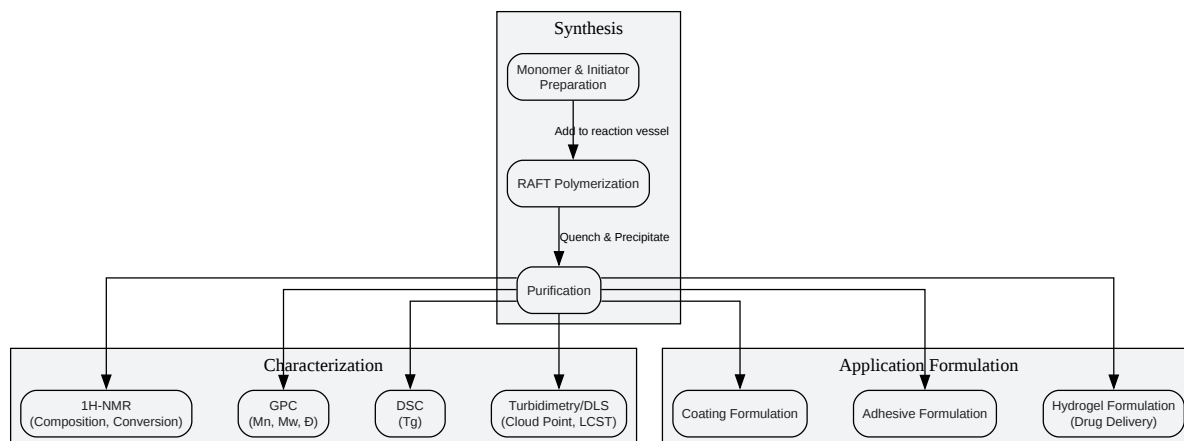 Synthesis
Monomer & Initiator
Preparation
Add to reaction vessel
RAFT Polymerization
Quench & Precipitate
Purification
Characterization
1H-NMR
(Composition, Conversion)
GPC
(Mn, Mw, Đ)
DSC
(Tg)
Turbidimetry/DLS
(Cloud Point, LCST)
Application Formulation
Coating Formulation
Adhesive Formulation
Hydrogel Formulation
(Drug Delivery)